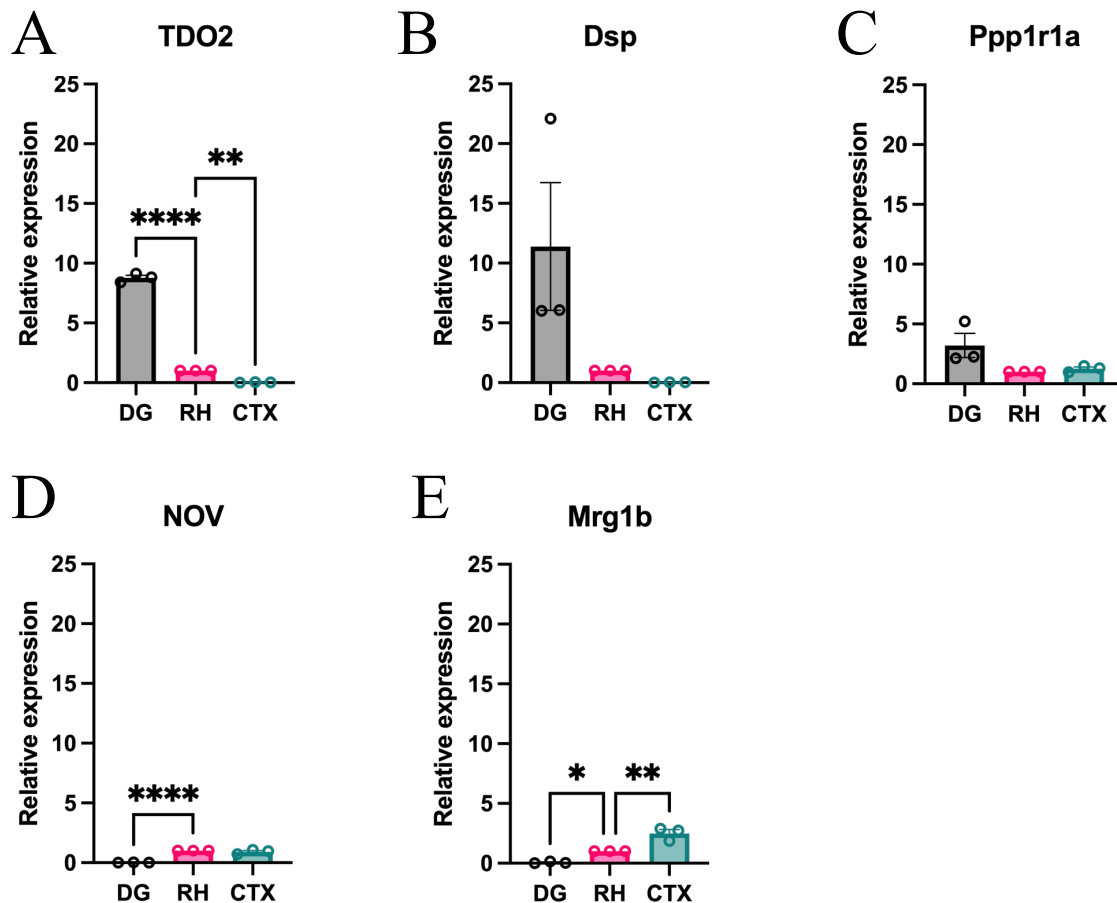 A
TDO2
Relative expression
25
20
15
10
5
0
**
****
DG RH CTX
B
Dsp
Relative expression
25
20
15
10
5
0
DG RH CTX
C
Ppp1r1a
Relative expression
25
20
15
10
5
0
DG RH CTX
D
NOV
Relative expression
25
20
15
10
5
0
****
DG RH CTX
E
Mrg1b
Relative expression
25
20
15
10
5
0
* **
DG RH CTX